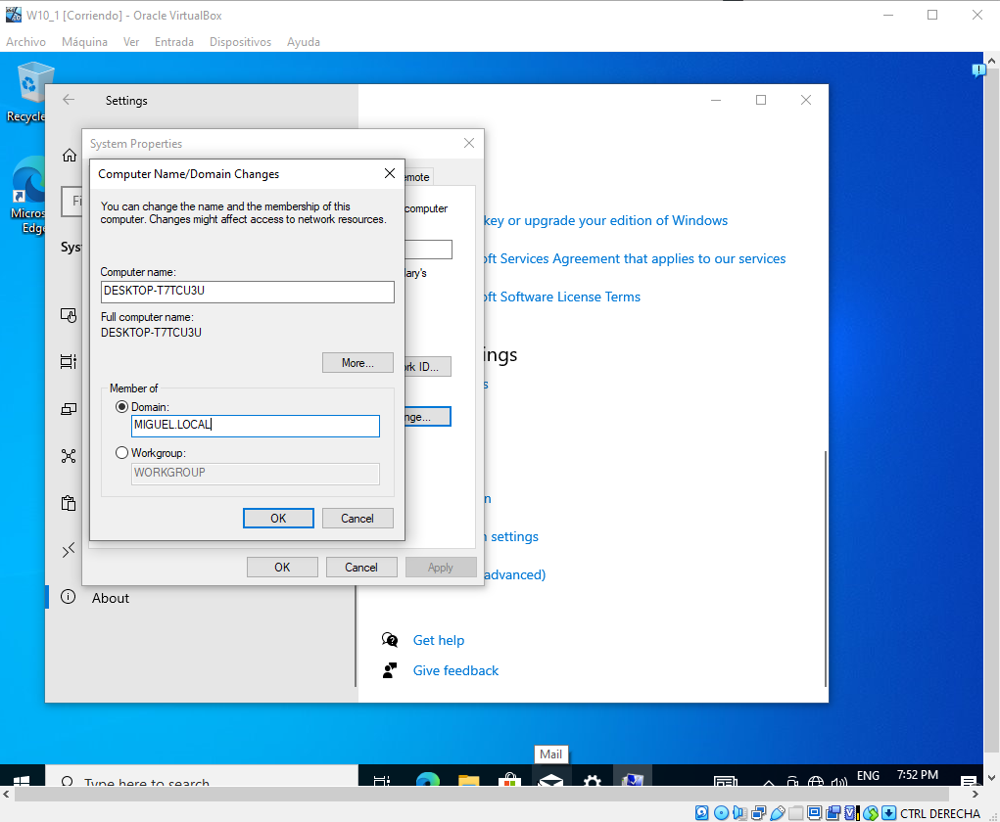 W10_1 [Corriendo] - Oracle VirtualBox
Archivo Máquina Ver Entrada Dispositivos Ayuda
Recycle
Settings
System Properties
Computer Name/Domain Changes
emote
Fi
Micros
Edge
You can change the name and the membership of this
computer. Changes might affect access to network resources.
computer
key or upgrade your edition of Windows
Sys
oft Services Agreement that applies to our services
Computer name:
ary's
DESKTOP-T7TCU3U
oft Software License Terms
Full computer name:
DESKTOP-T7TCU3U
ings
More...
rk ID...
s
Member of
Domain:
MIGUEL.LOCAL
nge...
Workgroup:
WORKGROUP
n
OK Cancel
n settings
OK Cancel Apply
advanced)
About
Get help
Give feedback
Mail
Type here to search
ENG 7:52 PM
CTRL DERECHA